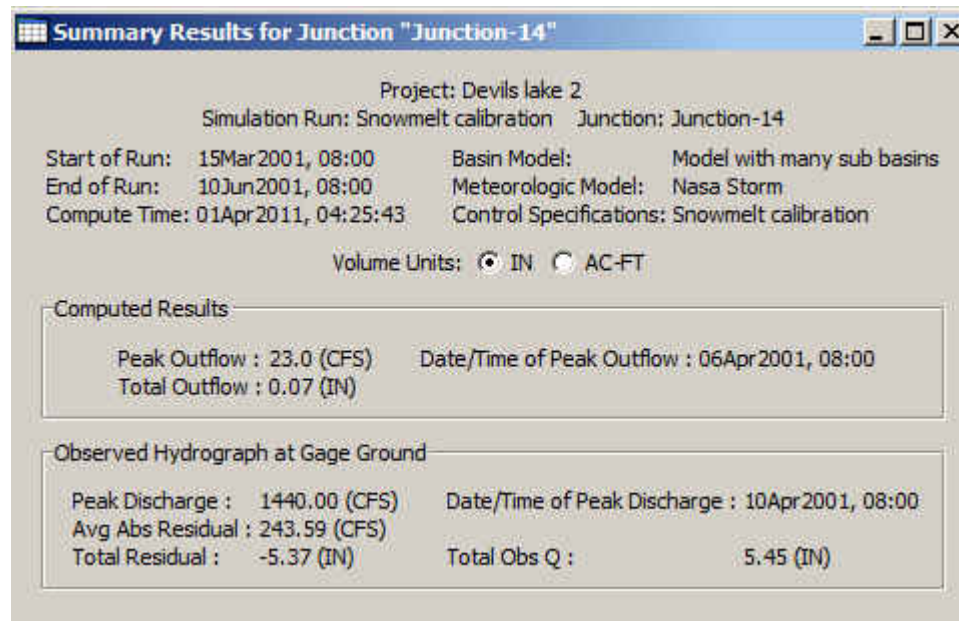 Summary Results for Junction "Junction-14"
Project: Devils lake 2
Simulation Run: Snowmelt calibration Junction: Junction-14
Start of Run: 15Mar2001, 08:00 Basin Model: Model with many sub basins
End of Run: 10Jun2001, 08:00 Meteorologic Model: Nasa Storm
Compute Time: 01Apr2011, 04:25:43 Control Specifications: Snowmelt calibration
Volume Units: IN AC-FT
Computed Results
Peak Outflow : 23.0 (CFS) Date/Time of Peak Outflow : 06Apr2001, 08:00
Total Outflow : 0.07 (IN)
Observed Hydrograph at Gage Ground
Peak Discharge : 1440.00 (CFS) Date/Time of Peak Discharge : 10Apr2001, 08:00
Avg Abs Residual : 243.59 (CFS)
Total Residual : -5.37 (IN) Total Obs Q : 5.45 (IN)